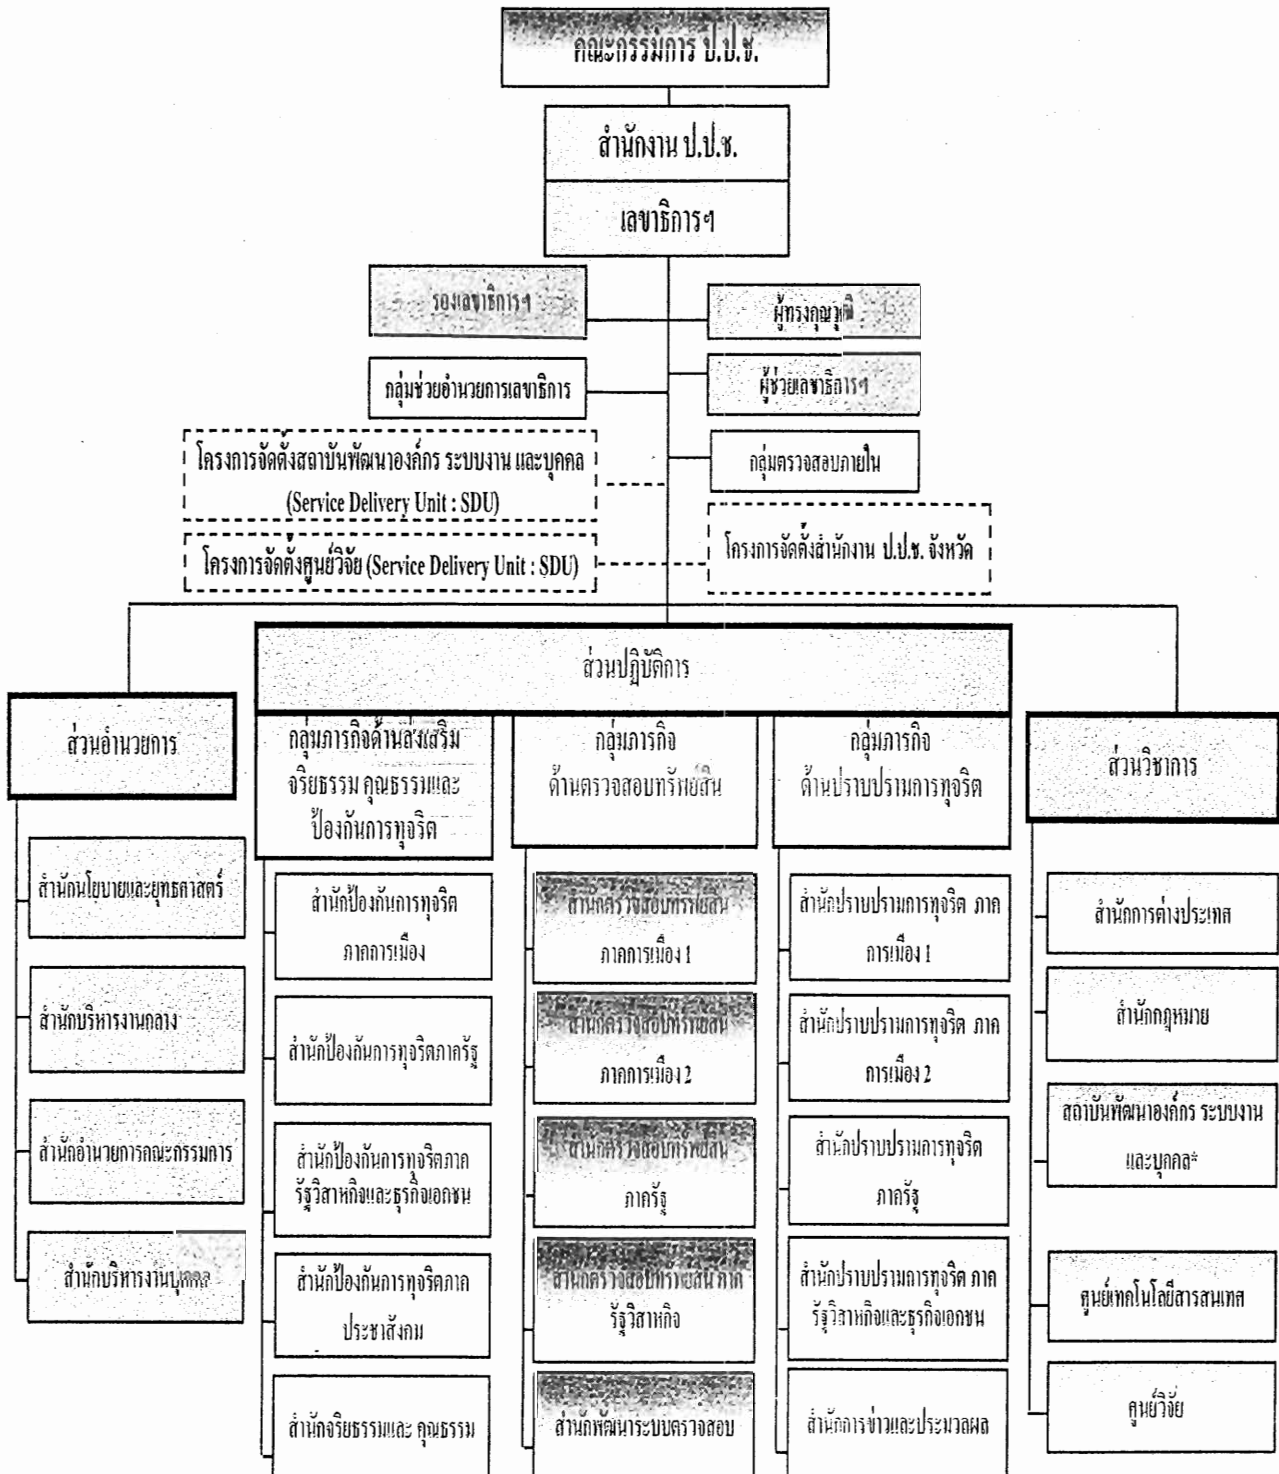 คณะกรรมการ ป.ป.ช.
สำนักงาน ป.ป.ช.
เลขาธิการฯ
รองเลขาธิการฯ
ผู้ทรงคุณวุฒิ
กลุ่มช่วยอำนวยการเลขาธิการ
ผู้ช่วยเลขาธิการฯ
โครงการจัดตั้งสถาบันพัฒนาองค์กร ระบบงาน และบุคคล
(Service Delivery Unit : SDU)
กลุ่มตรวจสอบภายใน
โครงการจัดตั้งศูนย์วิจัย (Service Delivery Unit : SDU)
โครงการจัดตั้งสำนักงาน ป.ป.ช. จังหวัด
ส่วนอำนวยการ
สำนักนโยบายและยุทธศาสตร์
สำนักบริหารงานกลาง
สำนักอำนวยการคณะกรรมการ
สำนักบริหารงานบุคคล
ส่วนปฏิบัติการ
กลุ่มภารกิจด้านส่งเสริม
จริยธรรม คุณธรรมและ
ป้องกันการทุจริต
สำนักป้องกันการทุจริต
ภาคการเมือง
สำนักป้องกันการทุจริตภาครัฐ
สำนักป้องกันการทุจริตภาค
รัฐวิสาหกิจและธุรกิจเอกชน
สำนักป้องกันการทุจริตภาค
ประชาสังคม
สำนักจริยธรรมและ คุณธรรม
กลุ่มภารกิจ
ด้านตรวจสอบทรัพย์สิน
สำนักตรวจสอบทรัพย์สิน
ภาคการเมือง 1
สำนักตรวจสอบทรัพย์สิน
ภาคการเมือง 2
สำนักตรวจสอบทรัพย์สิน
ภาครัฐ
สำนักตรวจสอบทรัพย์สิน ภาค
รัฐวิสาหกิจ
สำนักพัฒนาระบบตรวจสอบ
กลุ่มภารกิจ
ด้านปราบปรามการทุจริต
สำนักปราบปรามการทุจริต ภาค
การเมือง 1
สำนักปราบปรามการทุจริต ภาค
การเมือง 2
สำนักปราบปรามการทุจริต
ภาครัฐ
สำนักปราบปรามการทุจริต ภาค
รัฐวิสาหกิจและธุรกิจเอกชน
สำนักการข่าวและประมวลผล
ส่วนวิชาการ
สำนักการต่างประเทศ
สำนักกฎหมาย
สถาบันพัฒนาองค์กร ระบบงาน
และบุคคล*
ศูนย์เทคโนโลยีสารสนเทศ
ศูนย์วิจัย